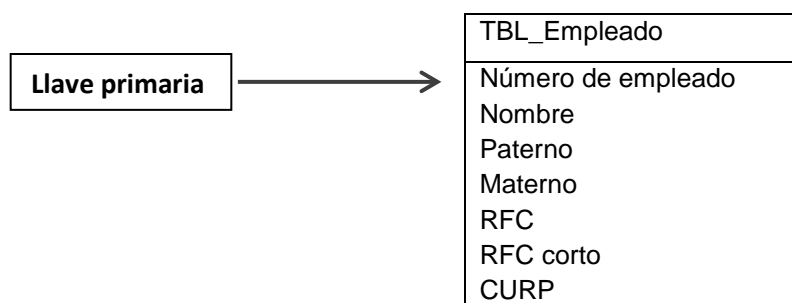 TBL_Empleado
Llave primaria
Número de empleado
Nombre
Paterno
Materno
RFC
RFC corto
CURP